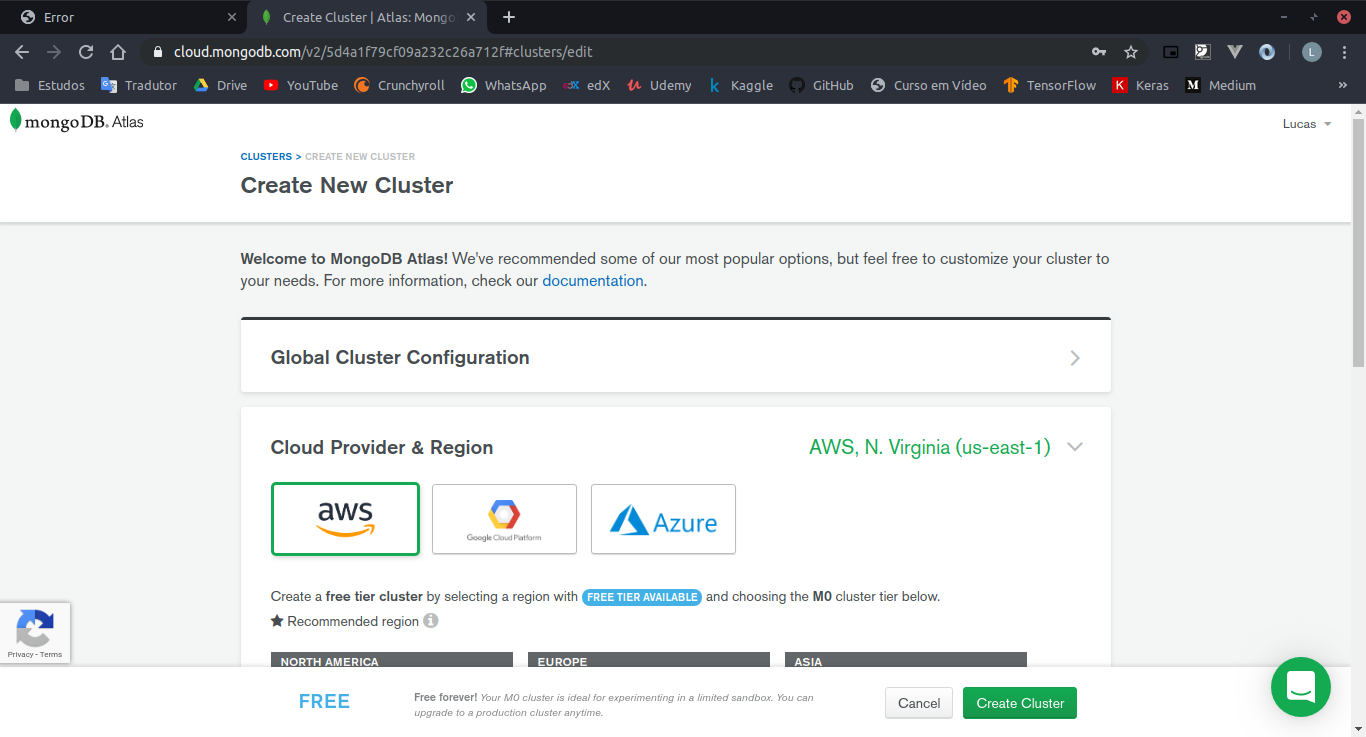 Error
Create Cluster | Atlas: Mongo
cloud.mongodb.com/v2/5d4a1f79cf09a232c26a712f#clusters/edit
L
Estudos Tradutor Drive YouTube Crunchyroll WhatsApp edX Udemy Kaggle GitHub Curso em Vídeo TensorFlow Keras Medium »
mongoDB. Atlas
Lucas
CLUSTERS > CREATE NEW CLUSTER
Create New Cluster
Welcome to MongoDB Atlas! We've recommended some of our most popular options, but feel free to customize your cluster to
your needs. For more information, check our documentation.
Global Cluster Configuration
Cloud Provider & Region AWS, N. Virginia (us-east-1)
aws
Google Cloud Platform
Azure
Create a free tier cluster by selecting a region with FREE TIER AVAILABLE and choosing the M0 cluster tier below.
Recommended region
Privacy - Terms
NORTH AMERICA EUROPE ASIA
FREE
Free forever! Your M0 cluster is ideal for experimenting in a limited sandbox. You can
upgrade to a production cluster anytime.
Cancel
Create Cluster